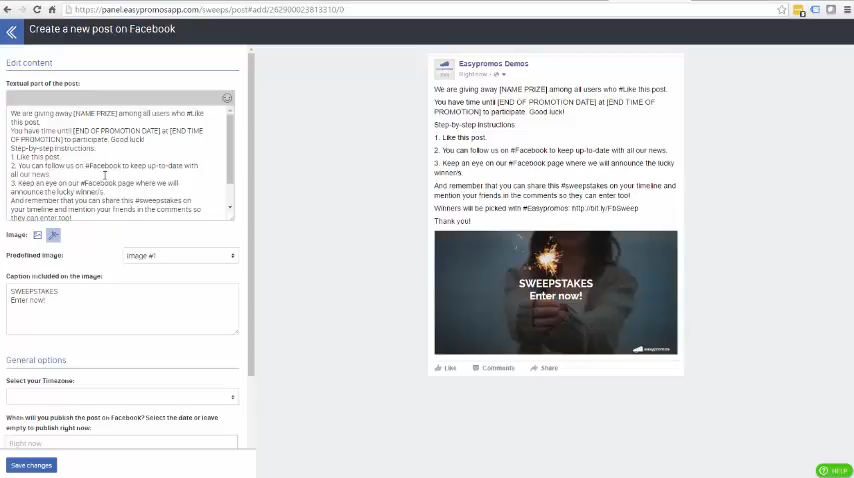 https://panel.easypromosapp.com/sweeps/post#add/262900023813310/0
Create a new post on Facebook
Edit content
Textual part of the post:
We are giving away [NAME PRIZE] among all users who #Like
this post.
You have time until [END OF PROMOTION DATE] at [END TIME
OF PROMOTION] to participate. Good luck!
Step-by-step instructions:
1. Like this post.
2. You can follow us on #Facebook to keep up-to-date with
all our news.
3. Keep an eye on our #Facebook page where we will
announce the lucky winner/s.
And remember that you can share this #sweepstakes on
your timeline and mention your friends in the comments so
they can enter too!
Image:
Predefined image:
Image #1
Caption included on the image:
SWEEPSTAKES
Enter now!
General options
Select your Timezone:
When will you publish the post on Facebook? Select the date or leave
empty to publish right now:
Right now
Save changes
Easypromos Demos
Right now
We are giving away [NAME PRIZE] among all users who #Like this post.
You have time until [END OF PROMOTION DATE] at [END TIME OF
PROMOTION] to participate. Good luck!
Step-by-step instructions:
1. Like this post.
2. You can follow us on #Facebook to keep up-to-date with all our news.
3. Keep an eye on our #Facebook page where we will announce the lucky
winner/s.
And remember that you can share this #sweepstakes on your timeline and
mention your friends in the comments so they can enter too!
Winners will be picked with #Easypromos: http://bit.ly/FbSweep
Thank you!
SWEEPSTAKES
Enter now!
easypromos
Like
Comments
Share
HELP